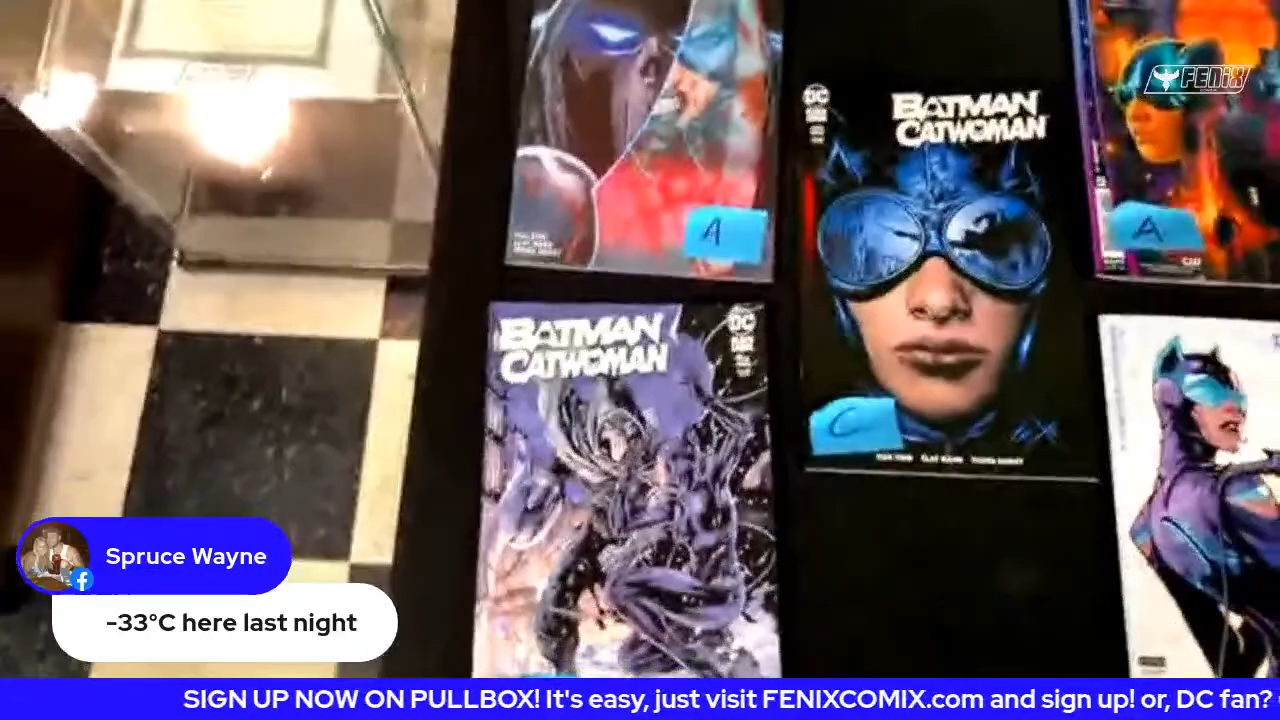 FENIX
DC
BATMAN
CATWOMAN
A
A
C
BATMAN
CATWOMAN
DC
Spruce Wayne
-33°C here last night
SIGN UP NOW ON PULLBOX! It's easy, just visit FENIXCOMIX.com and sign up! or, DC fan?